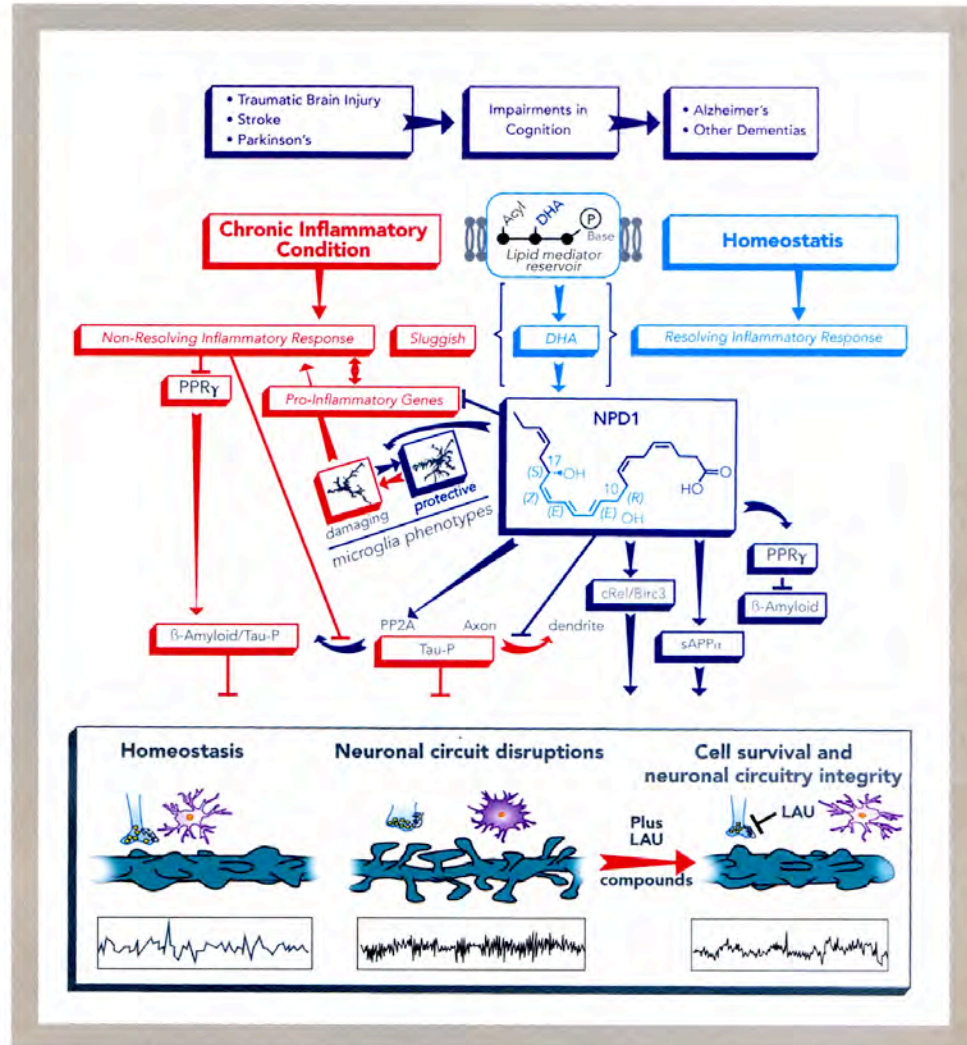 • Traumatic Brain Injury
• Stroke
• Parkinson's
Impairments in
Cognition
• Alzheimer's
• Other Dementias
Chronic Inflammatory
Condition
Acyl
DHA
P
Base
Lipid mediator
reservoir
Homeostatis
Non-Resolving Inflammatory Response
Sluggish
DHA
Resolving Inflammatory Response
PPRγ
Pro-Inflammatory Genes
NPD1
17
(S)
OH
(Z)
(E)
(E)
10
(R)
OH
HO
O
damaging
protective
microglia phenotypes
PPRγ
cRel/Birc3
ß-Amyloid
PP2A
Axon
dendrite
ß-Amyloid/Tau-P
Tau-P
sAPPα
Homeostasis
Neuronal circuit disruptions
Cell survival and
neuronal circuitry integrity
LAU
Plus
LAU
compounds